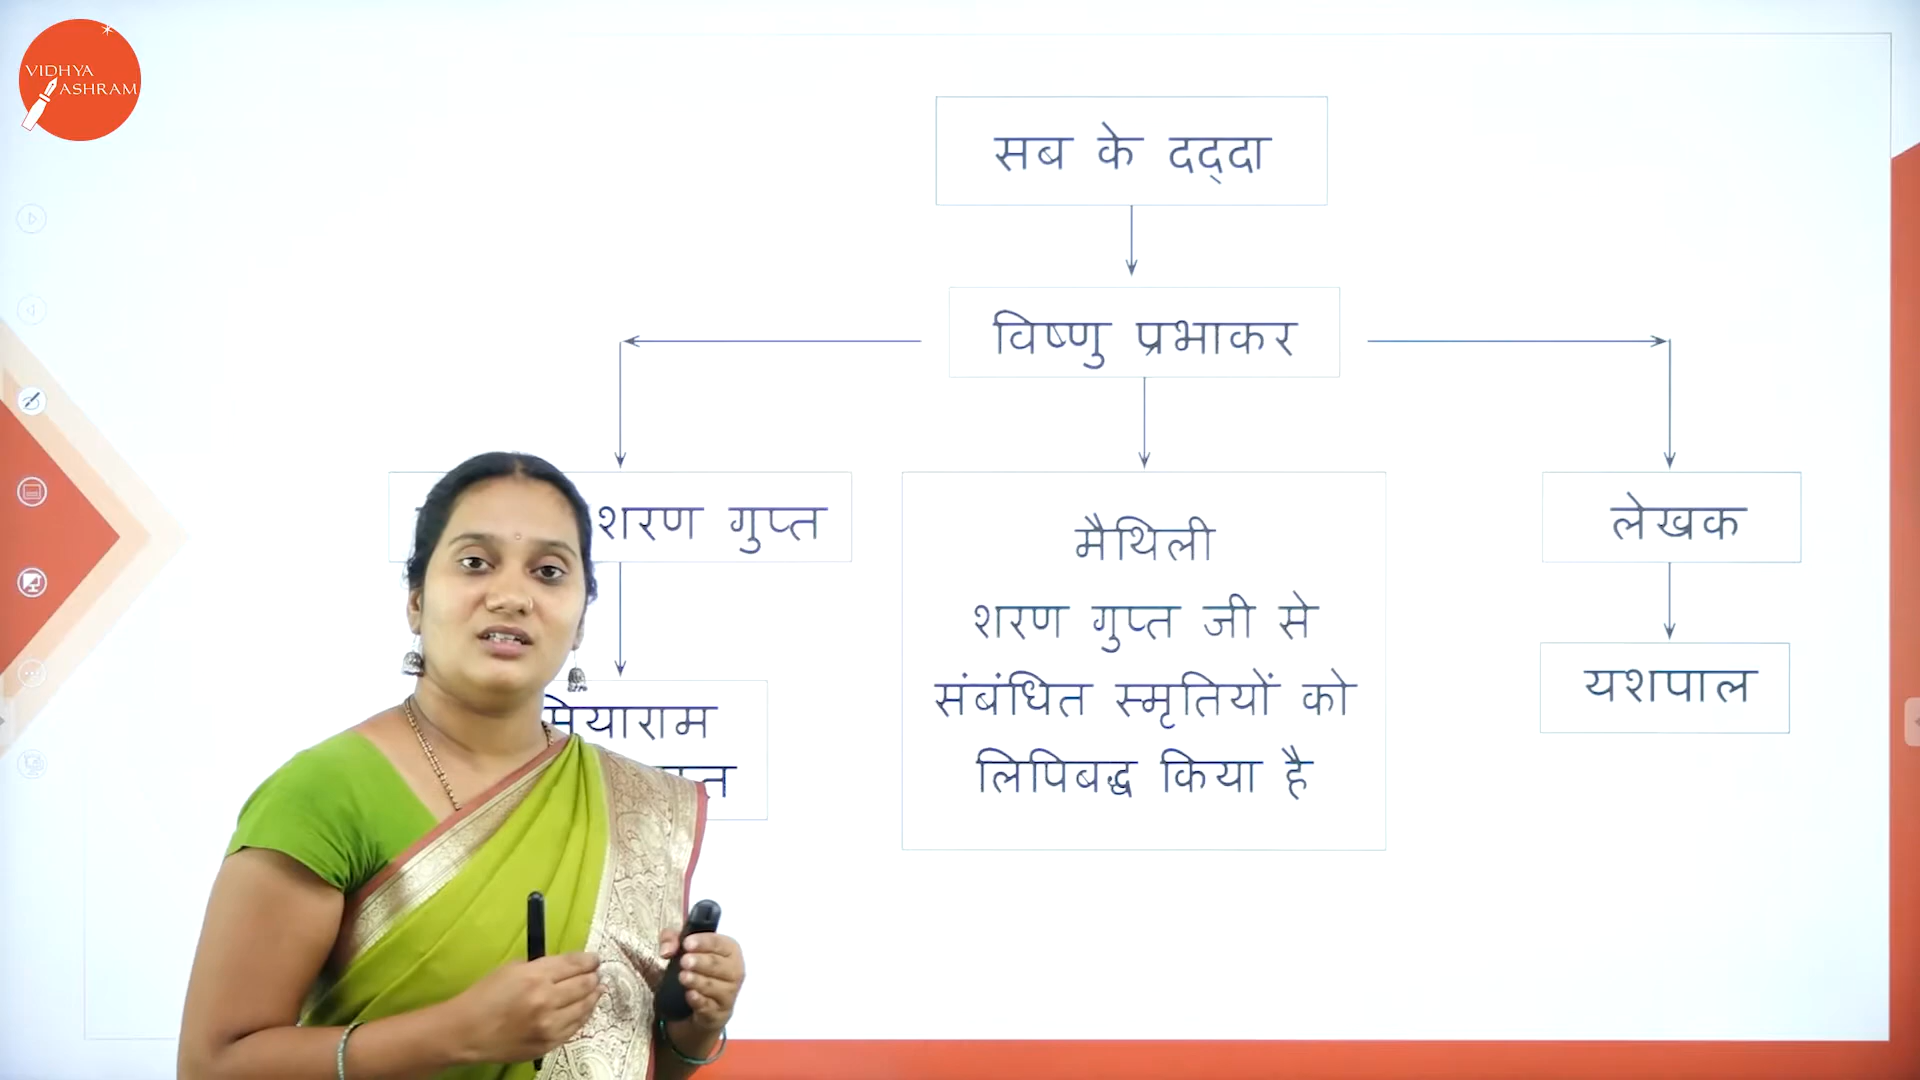 VIDHYA
ASHRAM
सब के दद्दा
विष्णु प्रभाकर
शरण गुप्त
मैथिली
शरण गुप्त जी से
संबंधित स्मृतियों को
लिपिबद्ध किया है
लेखक
सियाराम
यशपाल